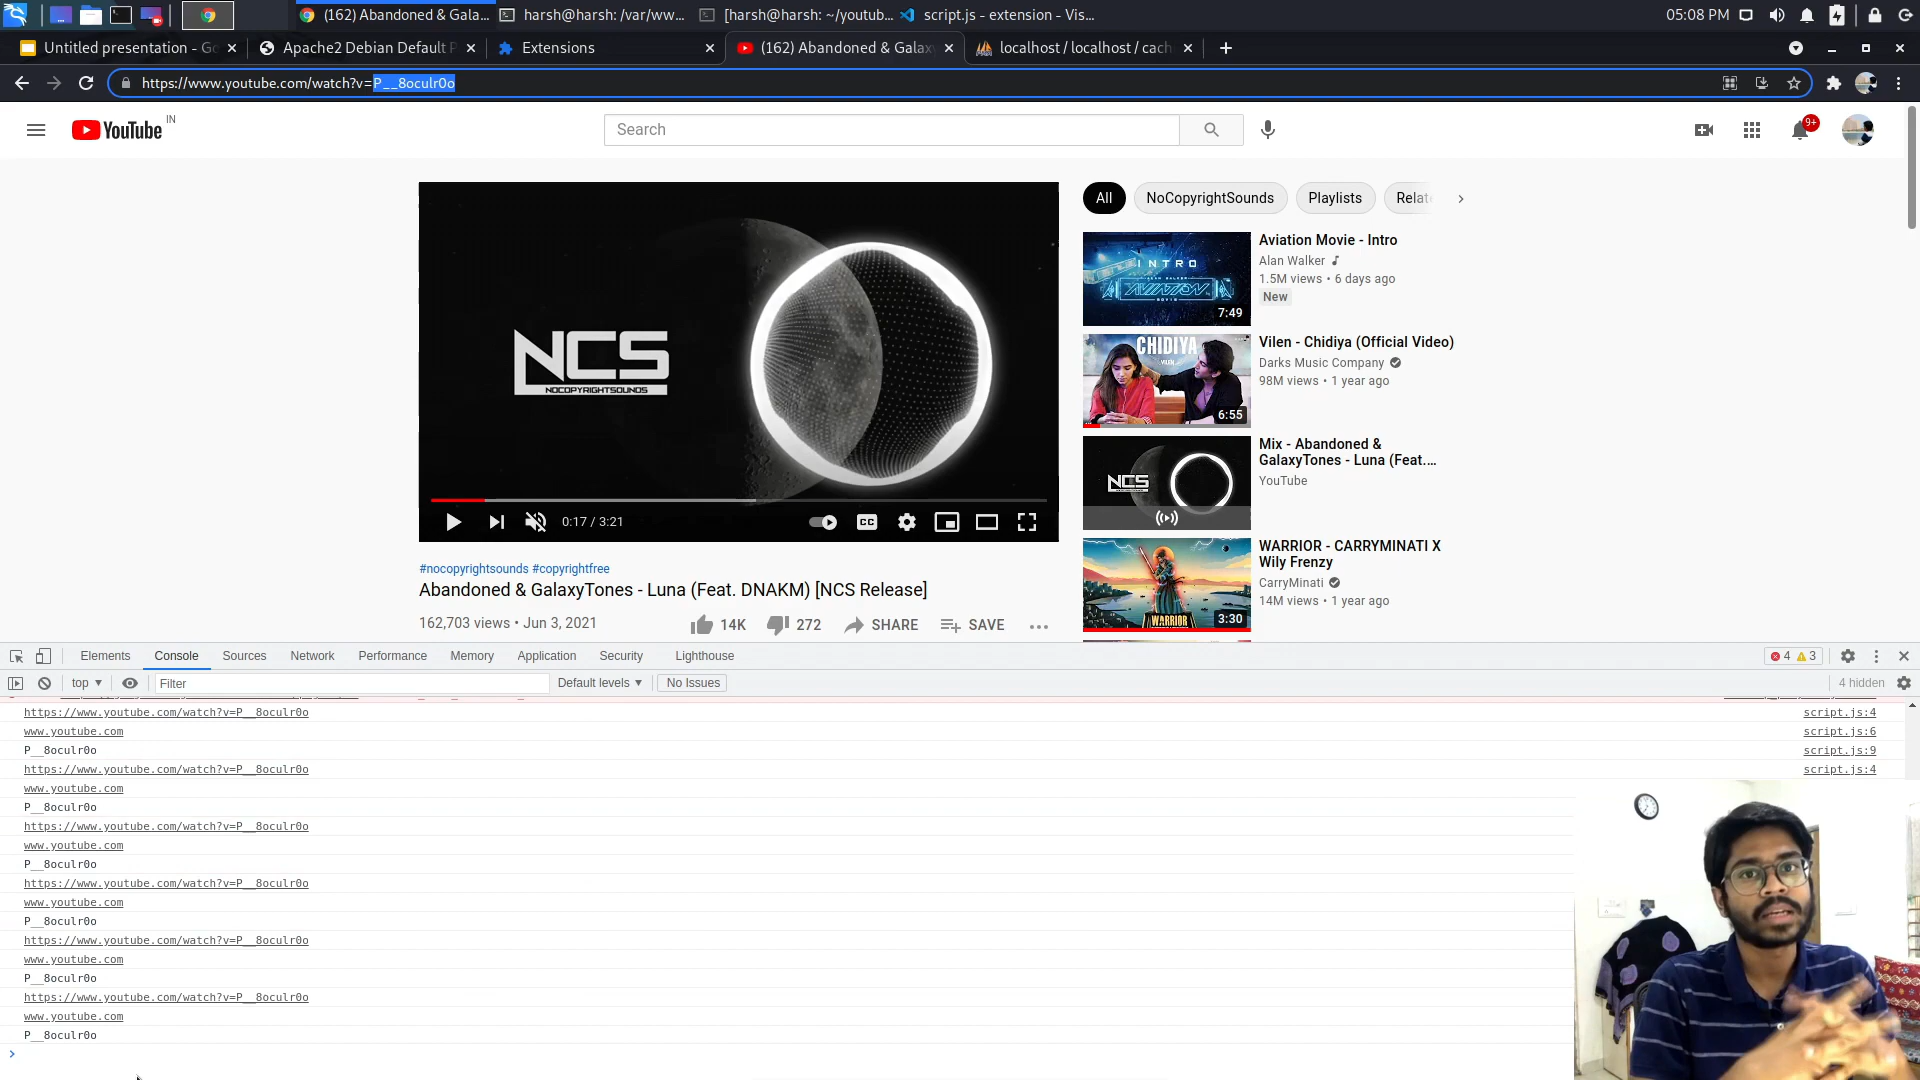 (162) Abandoned & Gala...
harsh@harsh: /var/ww...
[harsh@harsh: ~/youtub...
script.js - extension - Vis...
05:08 PM
Untitled presentation - Go
Apache2 Debian Default P
Extensions
(162) Abandoned & Galaxy
localhost / localhost / cach
https://www.youtube.com/watch?v=P__8oculr0o
YouTube IN
Search
9+
NCS
NOCOPYRIGHTSOUNDS
0:17 / 3:21
CC
#nocopyrightsounds #copyrightfree
Abandoned & GalaxyTones - Luna (Feat. DNAKM) [NCS Release]
162,703 views • Jun 3, 2021
14K
272
SHARE
SAVE
All
NoCopyrightSounds
Playlists
Relat
INTRO
AVIATION
7:49
Aviation Movie - Intro
Alan Walker
1.5M views • 6 days ago
New
CHIDIYA
6:55
Vilen - Chidiya (Official Video)
Darks Music Company
98M views • 1 year ago
NCS
Mix - Abandoned &
GalaxyTones - Luna (Feat....
YouTube
WARRIOR
3:30
WARRIOR - CARRYMINATI X
Wily Frenzy
CarryMinati
14M views • 1 year ago
Elements
Console
Sources
Network
Performance
Memory
Application
Security
Lighthouse
4
3
top
Filter
Default levels
No Issues
4 hidden
https://www.youtube.com/watch?v=P__8oculr0o script.js:4
www.youtube.com script.js:6
P__8oculr0o script.js:9
https://www.youtube.com/watch?v=P__8oculr0o script.js:4
www.youtube.com
P__8oculr0o
https://www.youtube.com/watch?v=P__8oculr0o
www.youtube.com
P__8oculr0o
https://www.youtube.com/watch?v=P__8oculr0o
www.youtube.com
P__8oculr0o
https://www.youtube.com/watch?v=P__8oculr0o
www.youtube.com
P__8oculr0o
https://www.youtube.com/watch?v=P__8oculr0o
www.youtube.com
P__8oculr0o